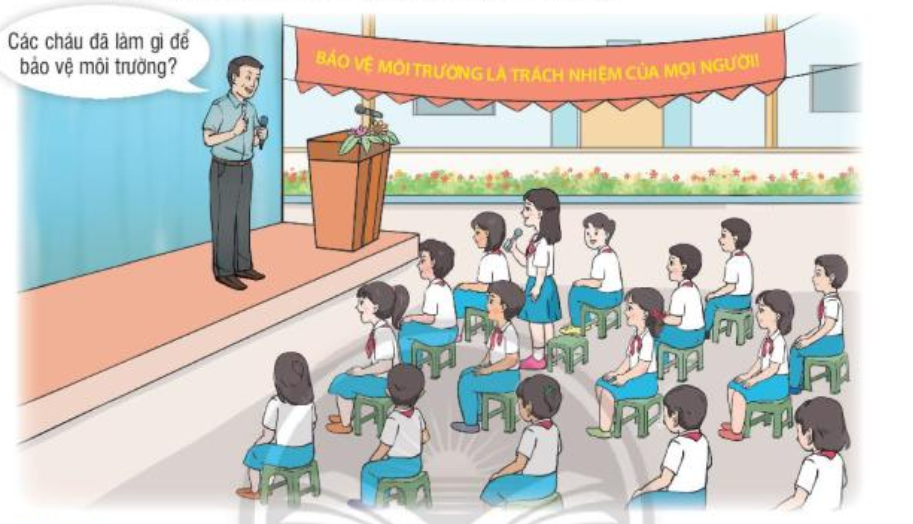 Các cháu đã làm gì để
bảo vệ môi trường?
BẢO VỆ MÔI TRƯỜNG LÀ TRÁCH NHIỆM CỦA MỌI NGƯỜI!